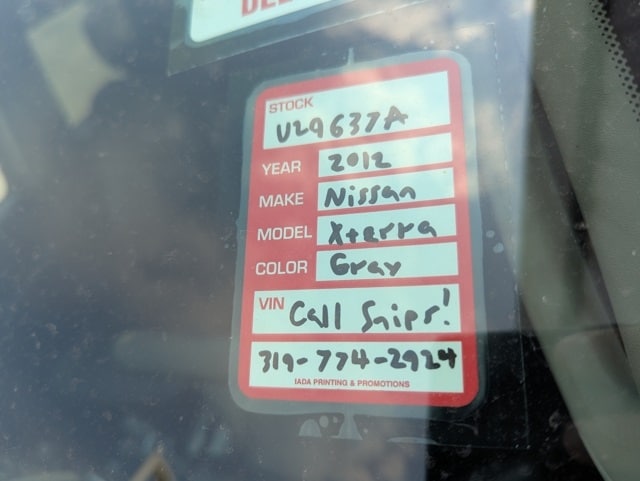 STOCK
U29637A
YEAR 2012
MAKE Nissan
MODEL Xterra
COLOR Gray
VIN Call Snipr!
319-774-2924
IADA PRINTING & PROMOTIONS